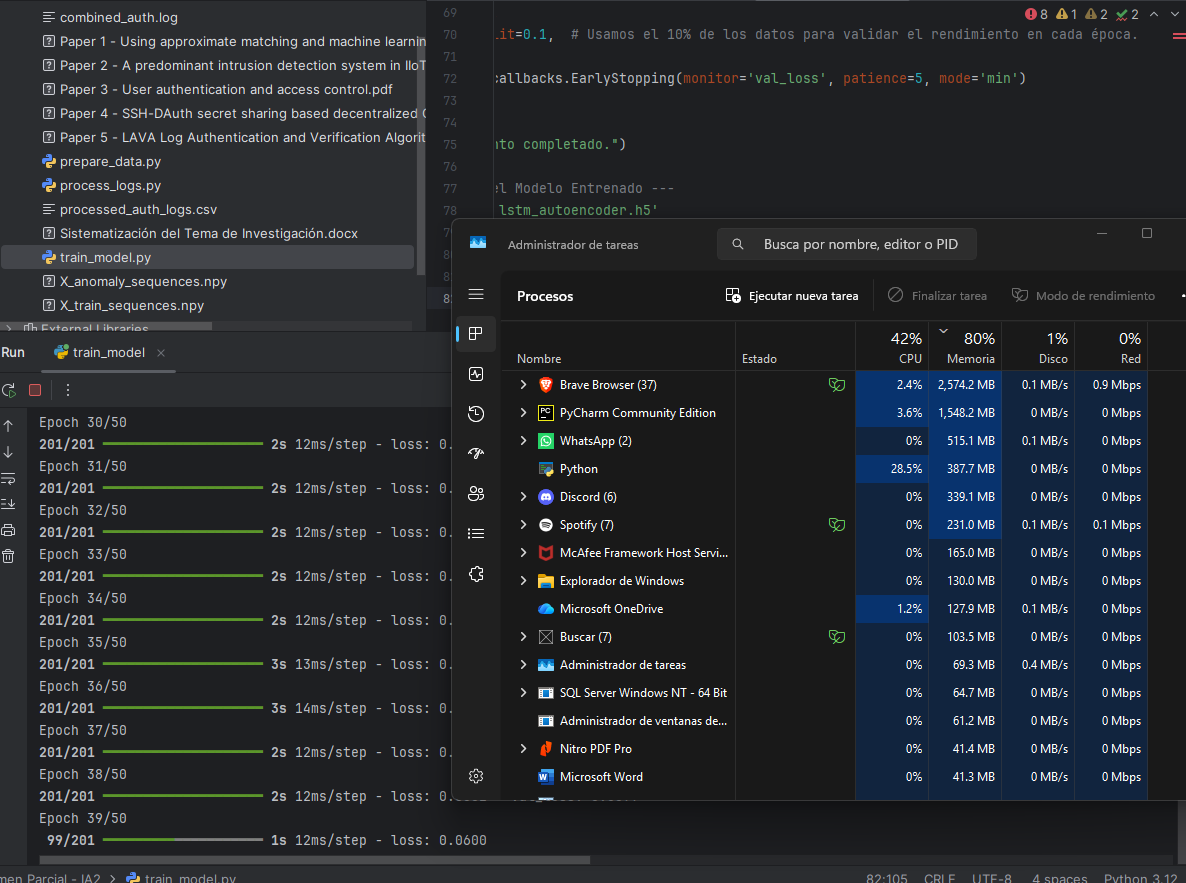 combined_auth.log
Paper 1 - Using approximate matching and machine learnin
Paper 2 - A predominant intrusion detection system in IIoT
Paper 3 - User authentication and access control.pdf
Paper 4 - SSH-DAuth secret sharing based decentralized
Paper 5 - LAVA Log Authentication and Verification Algorit
prepare_data.py
process_logs.py
processed_auth_logs.csv
Sistematización del Tema de Investigación.docx
train_model.py
X_anomaly_sequences.npy
X_train_sequences.npy
External Libraries
8 1 2 2
69
70 lit=0.1, # Usamos el 10% de los datos para validar el rendimiento en cada época.
71
72 callbacks.EarlyStopping(monitor='val_loss', patience=5, mode='min')
73
74
75 nto completado.")
76
77 el Modelo Entrenado ---
78 lstm_autoencoder.h5'
Run train_model
Epoch 30/50
201/201 2s 12ms/step - loss: 0.
Epoch 31/50
201/201 2s 12ms/step - loss: 0.
Epoch 32/50
201/201 2s 12ms/step - loss: 0.
Epoch 33/50
201/201 2s 12ms/step - loss: 0.
Epoch 34/50
201/201 2s 12ms/step - loss: 0.
Epoch 35/50
201/201 3s 13ms/step - loss: 0.
Epoch 36/50
201/201 3s 14ms/step - loss: 0.
Epoch 37/50
201/201 2s 12ms/step - loss: 0.
Epoch 38/50
201/201 2s 12ms/step - loss: 0.
Epoch 39/50
99/201 1s 12ms/step - loss: 0.0600
Administrador de tareas
Busca por nombre, editor o PID
Procesos
Ejecutar nueva tarea
Finalizar tarea
Modo de rendimiento
42% 80% 1% 0%
Nombre Estado CPU Memoria Disco Red
Brave Browser (37) 2.4% 2,574.2 MB 0.1 MB/s 0.9 Mbps
PC PyCharm Community Edition 3.6% 1,548.2 MB 0 MB/s 0 Mbps
WhatsApp (2) 0% 515.1 MB 0.1 MB/s 0 Mbps
Python 28.5% 387.7 MB 0 MB/s 0 Mbps
Discord (6) 0% 339.1 MB 0 MB/s 0 Mbps
Spotify (7) 0% 231.0 MB 0.1 MB/s 0.1 Mbps
McAfee Framework Host Servi... 0% 165.0 MB 0 MB/s 0 Mbps
Explorador de Windows 0% 130.0 MB 0 MB/s 0 Mbps
Microsoft OneDrive 1.2% 127.9 MB 0.1 MB/s 0 Mbps
Buscar (7) 0% 103.5 MB 0 MB/s 0 Mbps
Administrador de tareas 0% 69.3 MB 0.4 MB/s 0 Mbps
SQL Server Windows NT - 64 Bit 0% 64.7 MB 0 MB/s 0 Mbps
Administrador de ventanas de... 0% 61.2 MB 0 MB/s 0 Mbps
Nitro PDF Pro 0% 41.4 MB 0 MB/s 0 Mbps
Microsoft Word 0% 41.3 MB 0 MB/s 0 Mbps
men Parcial - IA2 > train_model.py
82:105 CRLF UTF-8 4 spaces Python 3.12